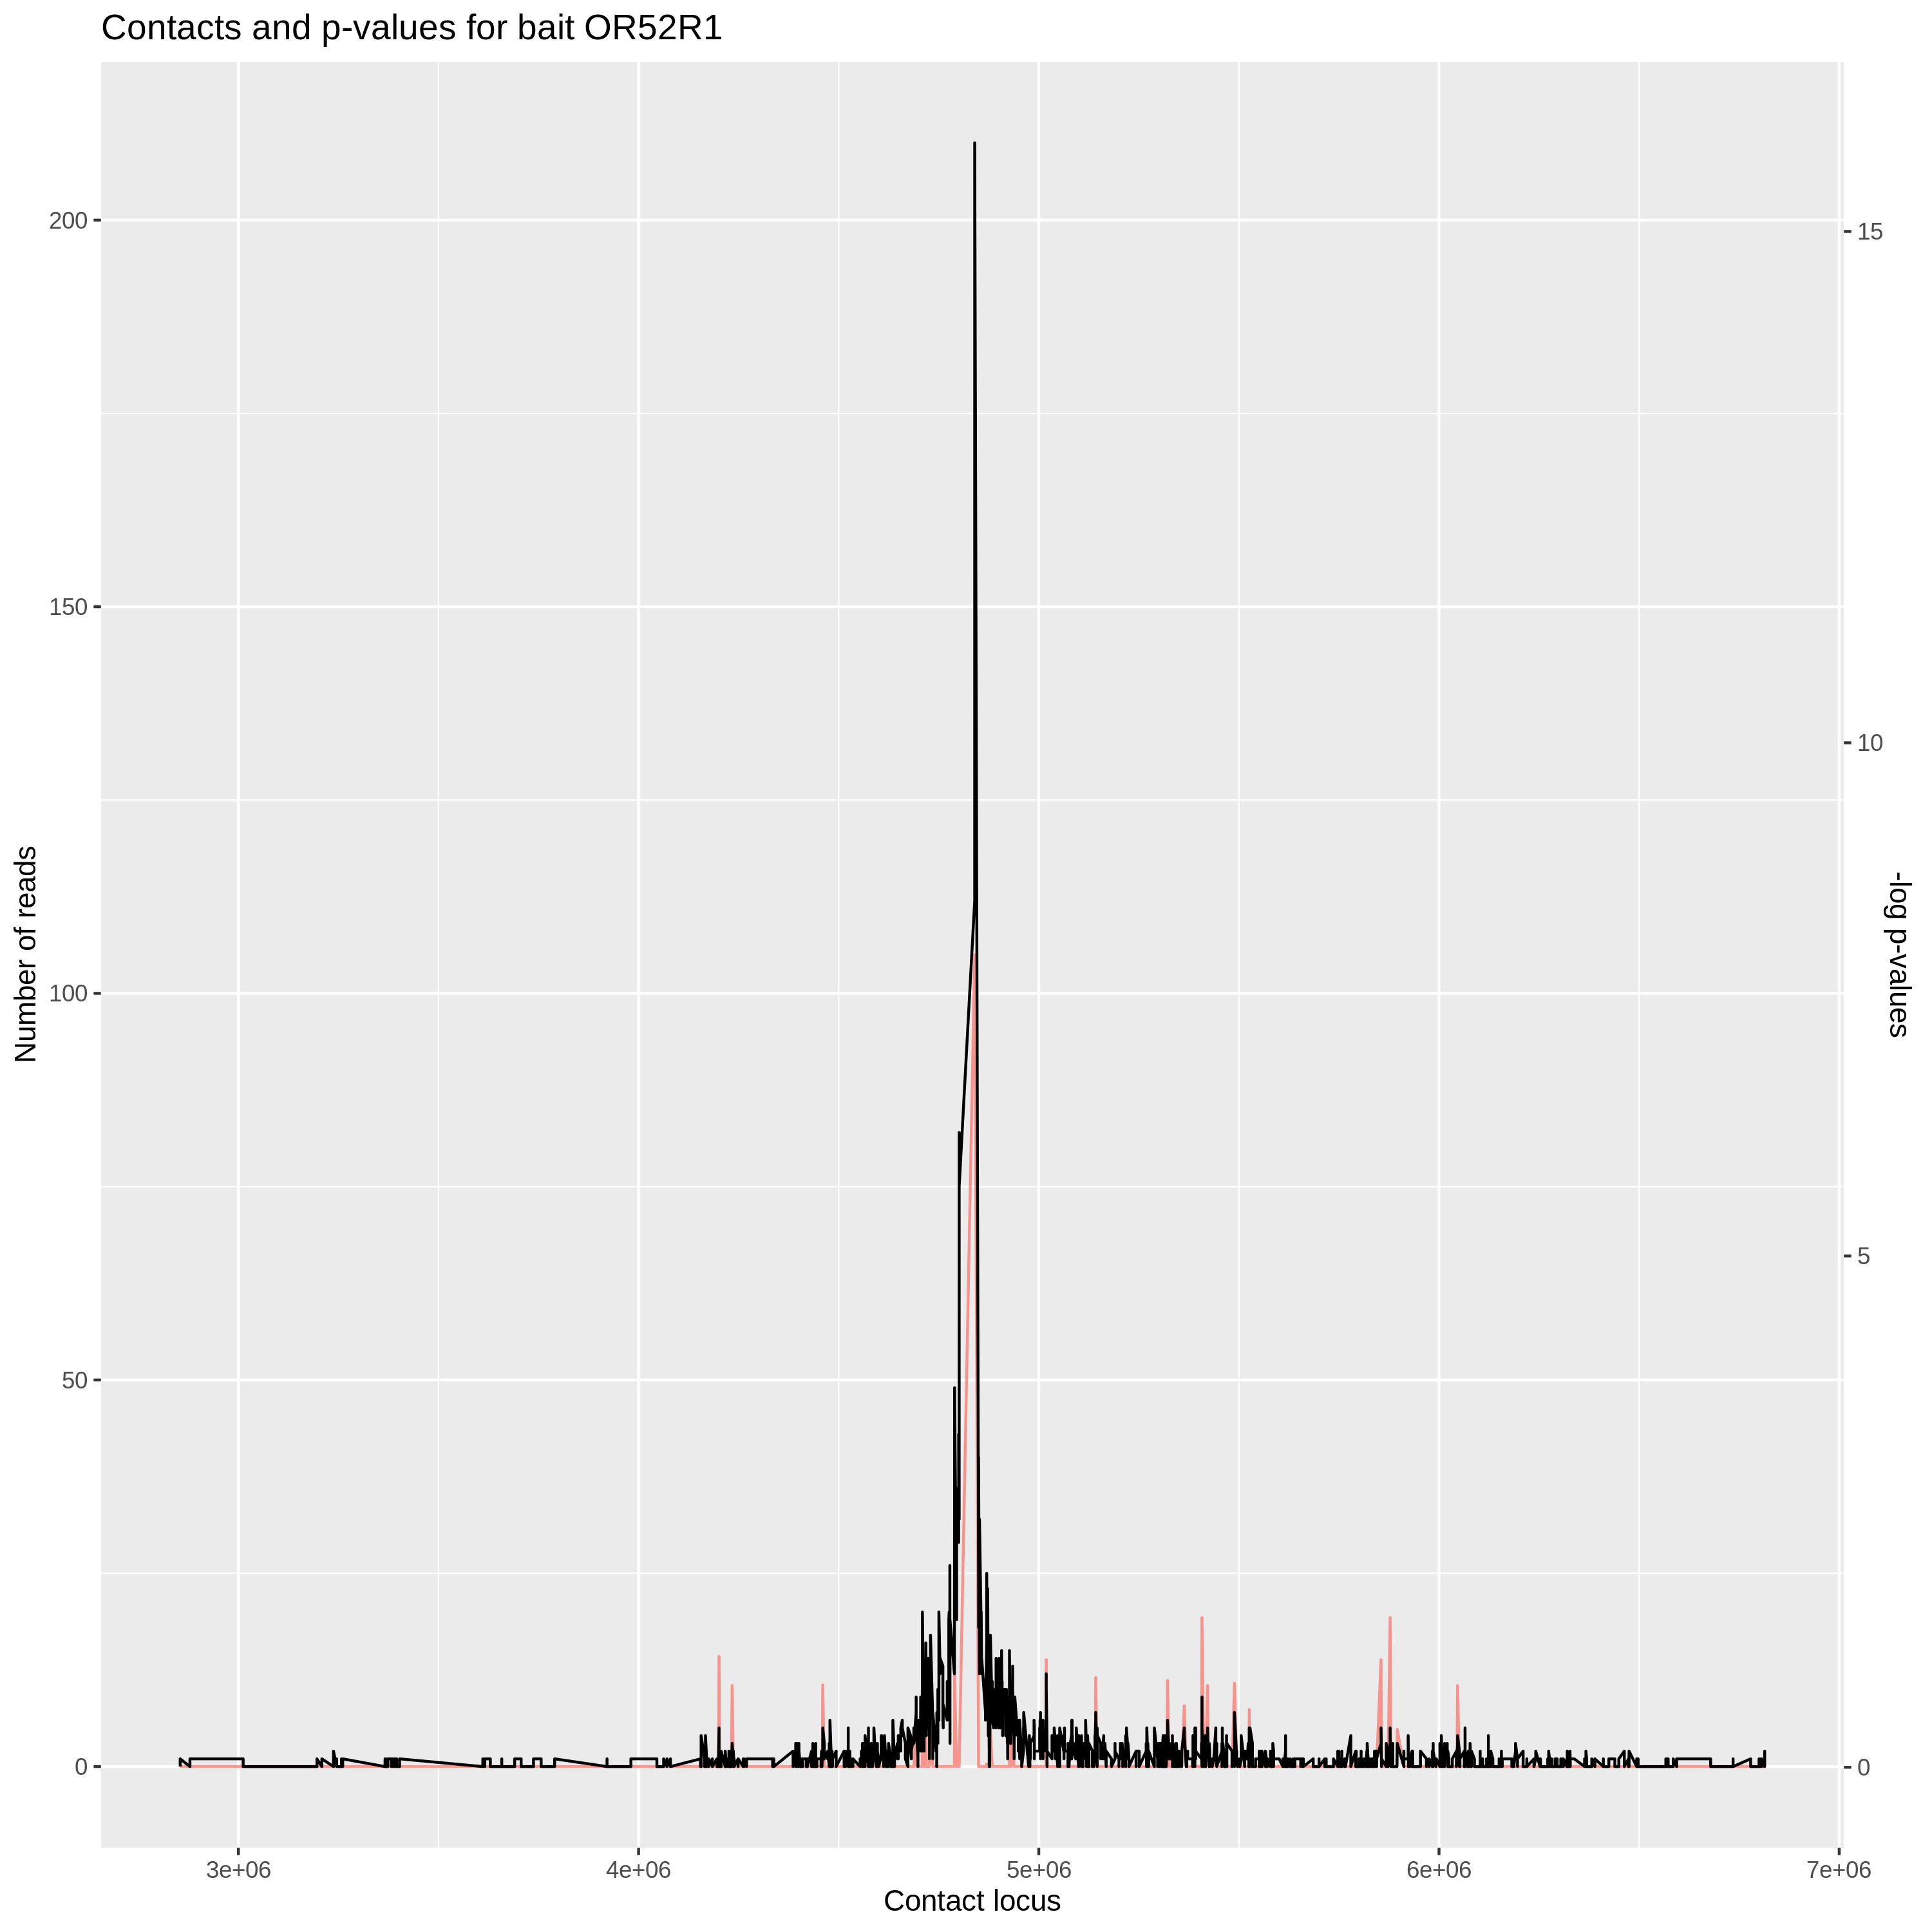 Contacts and p-values for bait OR52R1
200
150
100
50
0
Number of reads
15
10
5
0
-log p-values
3e+06
4e+06
5e+06
6e+06
7e+06
Contact locus